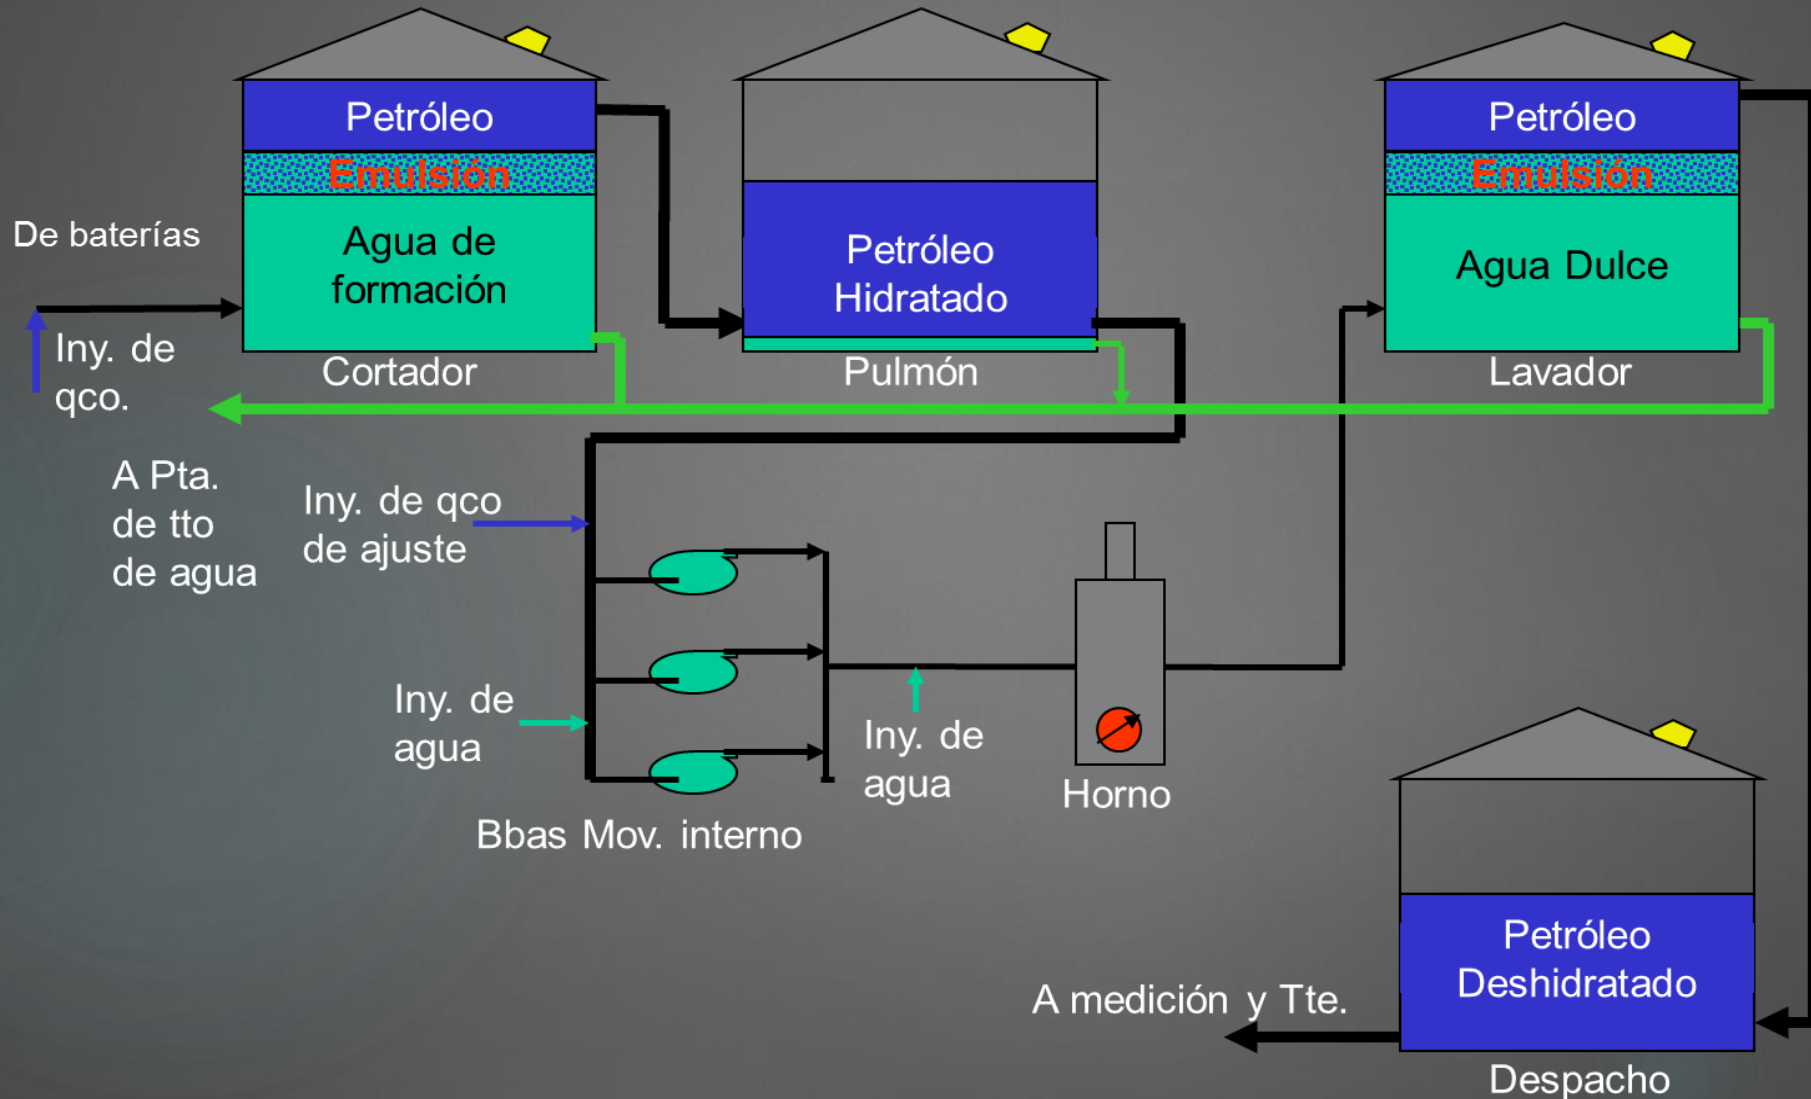 Petróleo
Emulsión
Agua de
formación
Cortador
De baterías
Iny. de
qco.
A Pta.
de tto
de agua
Petróleo
Hidratado
Pulmón
Petróleo
Emulsión
Agua Dulce
Lavador
Iny. de qco
de ajuste
Iny. de
agua
Bbas Mov. interno
Iny. de
agua
Horno
Petróleo
Deshidratado
A medición y Tte.
Despacho